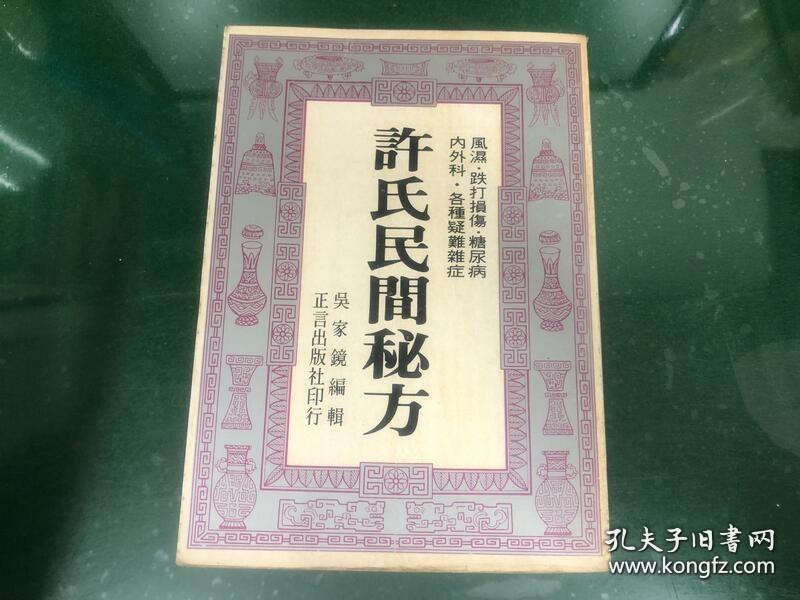 風濕·跌打損傷·糖尿病
内外科·各種疑難雜症
許氏民間秘方
吳家鏡編輯
正言出版社印行
孔夫子旧书网
www.kongfz.com